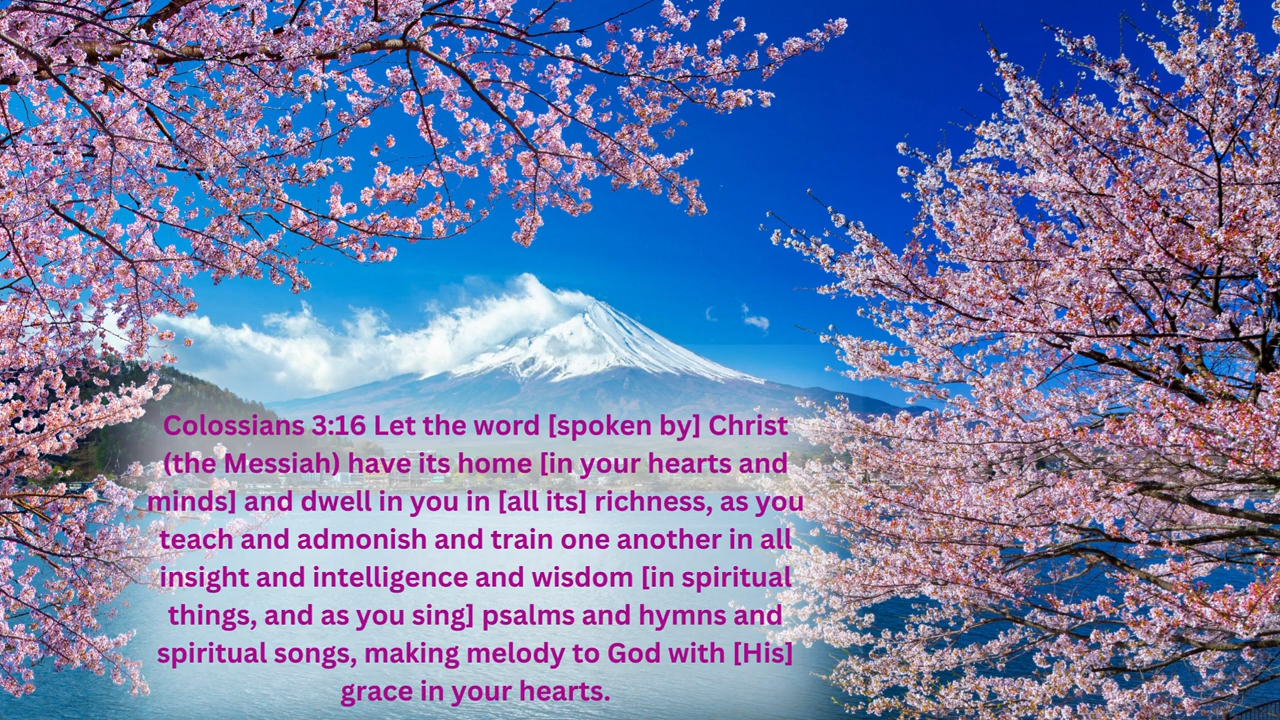 Colossians 3:16 Let the word [spoken by] Christ
(the Messiah) have its home [in your hearts and
minds] and dwell in you in [all its] richness, as you
teach and admonish and train one another in all
insight and intelligence and wisdom [in spiritual
things, and as you sing] psalms and hymns and
spiritual songs, making melody to God with [His]
grace in your hearts.